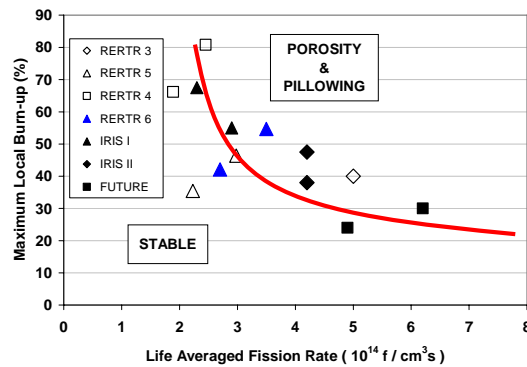 90
80
70
60
50
40
30
20
10
0
Maximum Local Burn-up (%)
RERTR 3
RERTR 5
RERTR 4
RERTR 6
IRIS I
IRIS II
FUTURE
POROSITY
&
PILLOWING
STABLE
0 1 2 3 4 5 6 7 8
Life Averaged Fission Rate ( 10¹⁴ f / cm³s )